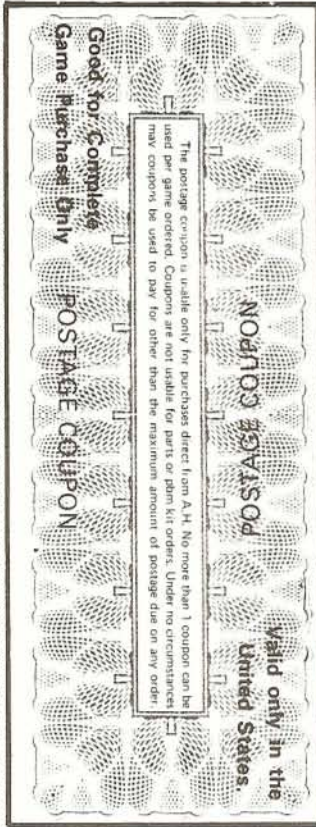 POSTAGE COUPON
Valid only in the
United States.
The postage coupon is usable only for purchases direct from A.H. No more than 1 coupon can be
used per game ordered. Coupons are not usable for parts or pbm kit orders. Under no circumstances
may coupons be used to pay for other than the maximum amount of postage due on any order.
Good for Complete
Game Purchase Only
POSTAGE COUPON